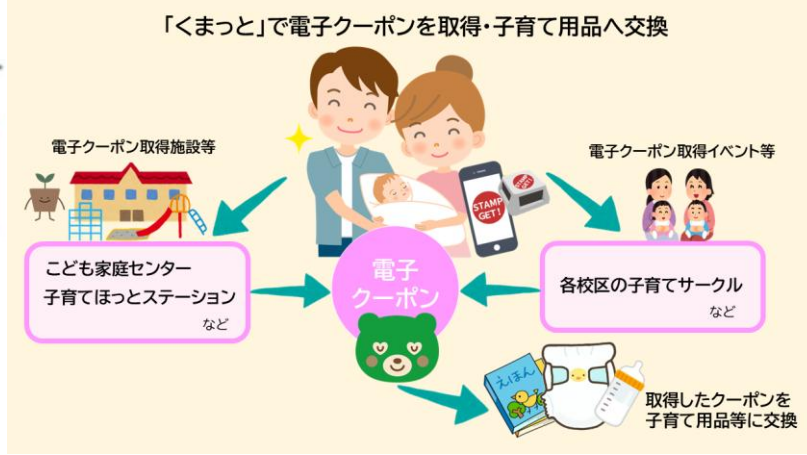 「くまっと」で電子クーポンを取得・子育て用品へ交換
電子クーポン取得施設等
電子クーポン取得イベント等
STAMP
GET!
STAMP
GET!
こども家庭センター
子育てほっとステーション
など
電子
クーポン
各校区の子育てサークル
など
えほん
取得したクーポンを
子育て用品等に交換